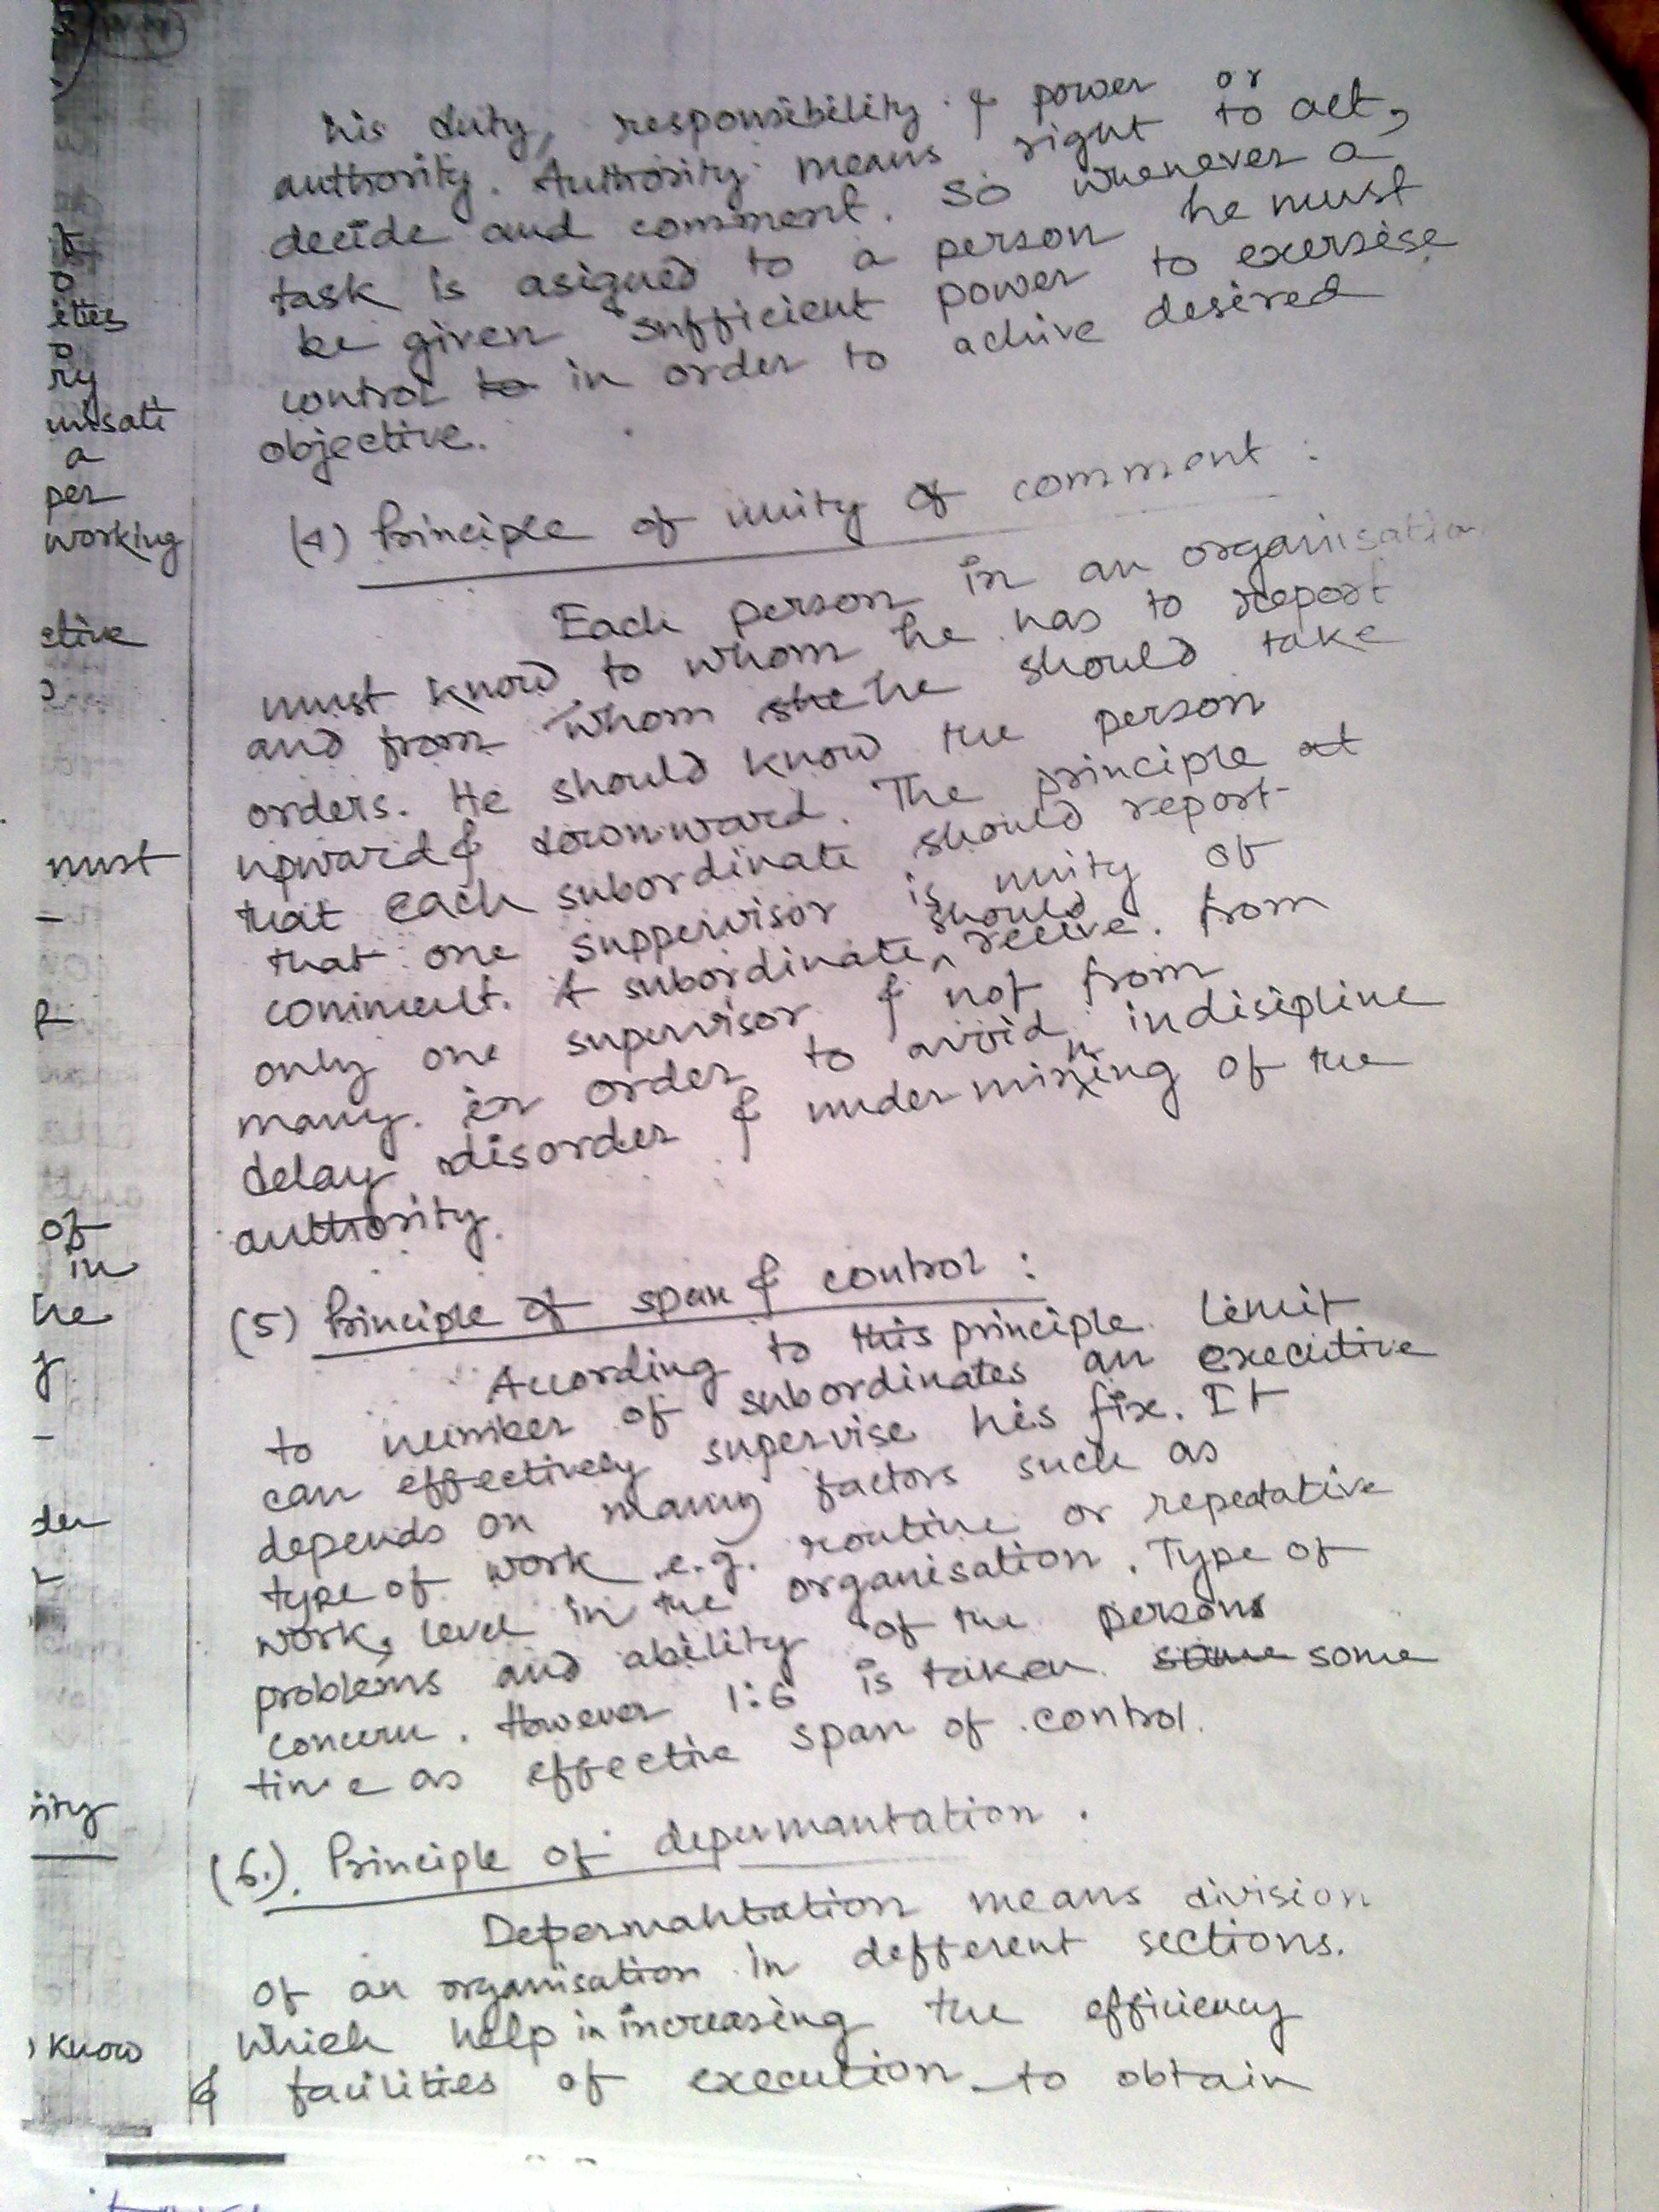 his duty, responsibility & power or
authority. Authority means right to act,
decide and comment. So whenever a
task is asigned to a person he must
be given sufficient power to exersise
control to in order to achive desired
objective.
(4) Principle of unity of comment :
Each person in an organisation
must know to whom he has to report
and from whom she he should take
orders. He should know the person
upward & downward. The principle at
that each subordinate should report
that one suppervisor is unity of
comment. A subordinate should receive from
only one supervisor & not from
many. in order to avoid indisipline
delay disorder & undermining of the
authority.
(5) Principle of span & control :
According to this principle limit
to number of subordinates an executive
can effectively supervise his fix. It
depends on many factors such as
type of work e.g. routine or repeatative
work, level in the organisation. Type of
problems and ability of the persons
concern. However 1:6 is taken some some
time as effective span of control.
(6.). Principle of depermantation.
Depermantation means division
of an organisation in defferent sections.
which help in increasing the efficiency
& facilities of execution to obtain
eties
ry
nisati
a
per
working
ctive
must
of
in
he
der
rity
know